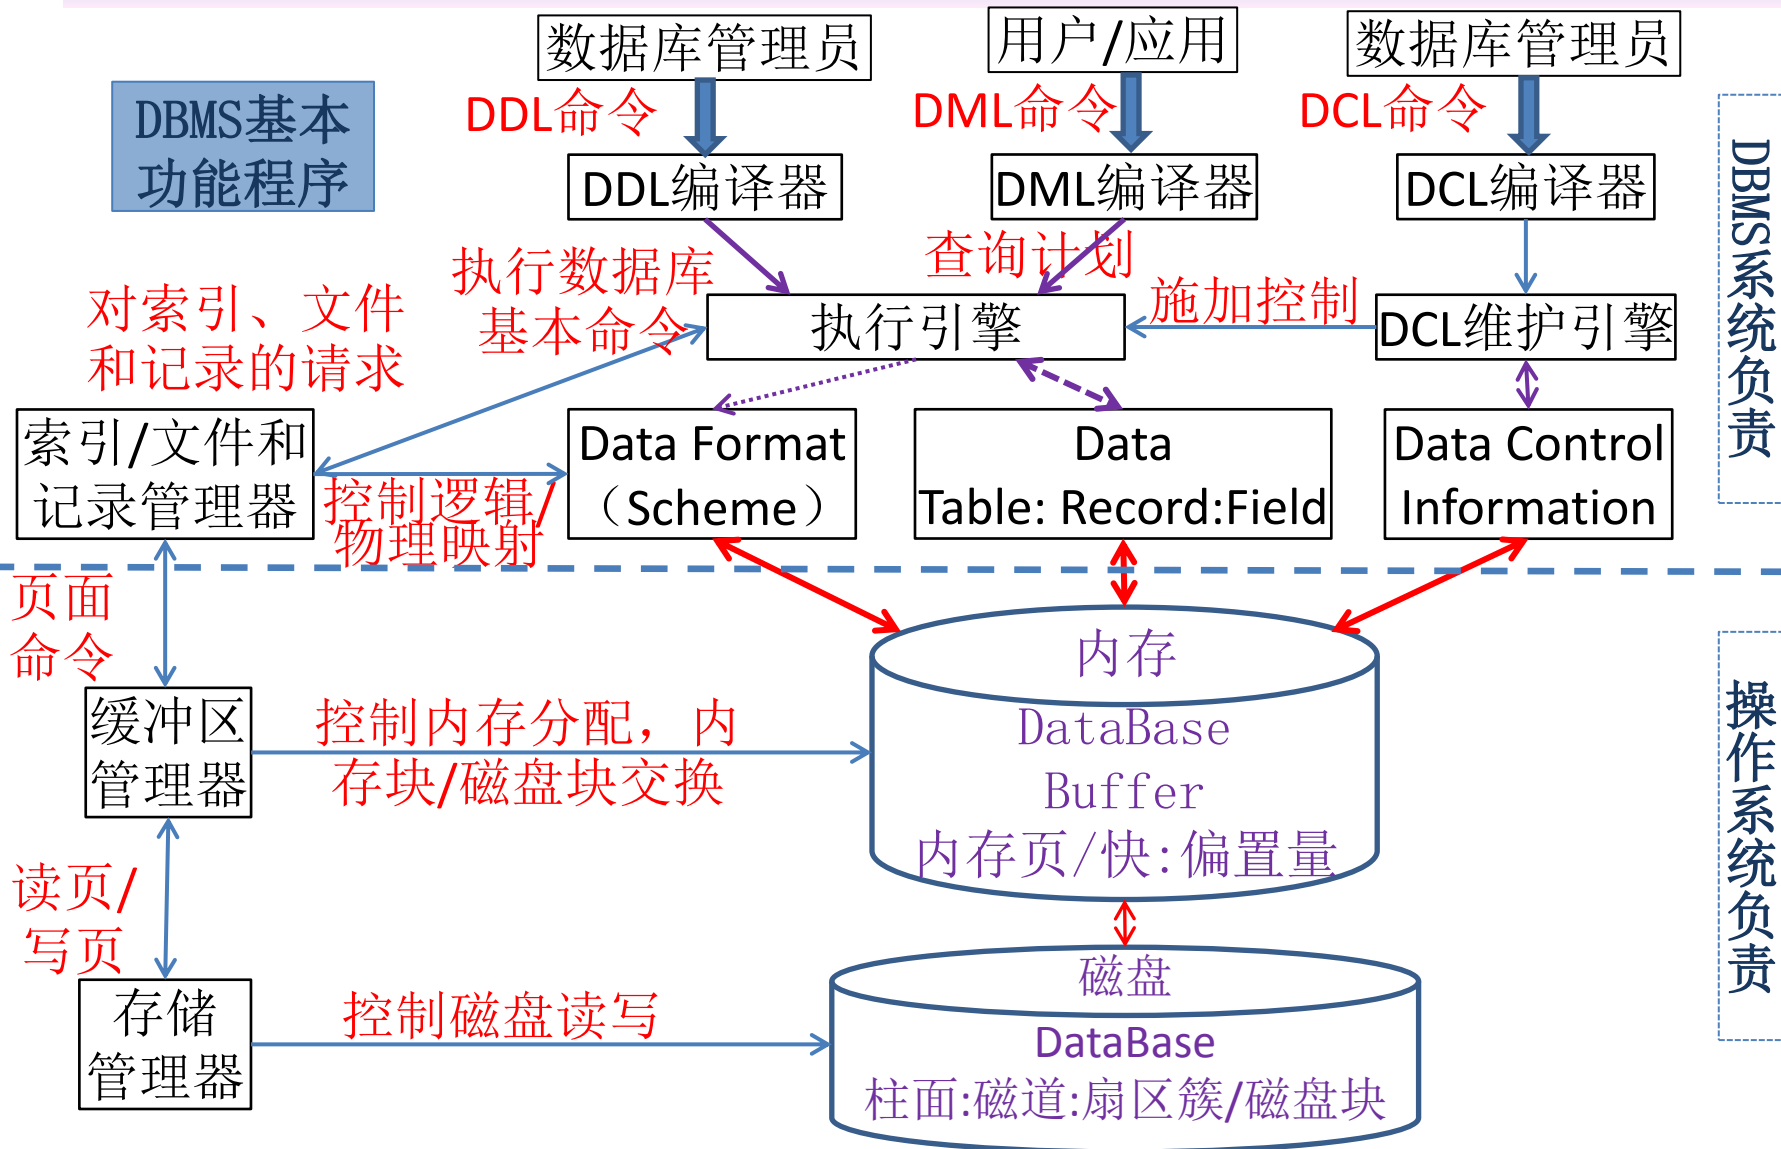 数据库管理员
用户/应用
数据库管理员
DBMS基本
功能程序
DDL命令
DML命令
DCL命令
DDL编译器
DML编译器
DCL编译器
执行数据库
基本命令
查询计划
施加控制
对索引、文件
和记录的请求
执行引擎
DCL维护引擎
索引/文件和
记录管理器
控制逻辑/
物理映射
Data Format
（Scheme）
Data
Table: Record:Field
Data Control
Information
DBMS系统负责
页面
命令
内存
DataBase
Buffer
内存页/快:偏置量
缓冲区
管理器
控制内存分配，内
存块/磁盘块交换
操作系统负责
读页/
写页
存储
管理器
控制磁盘读写
磁盘
DataBase
柱面:磁道:扇区簇/磁盘块